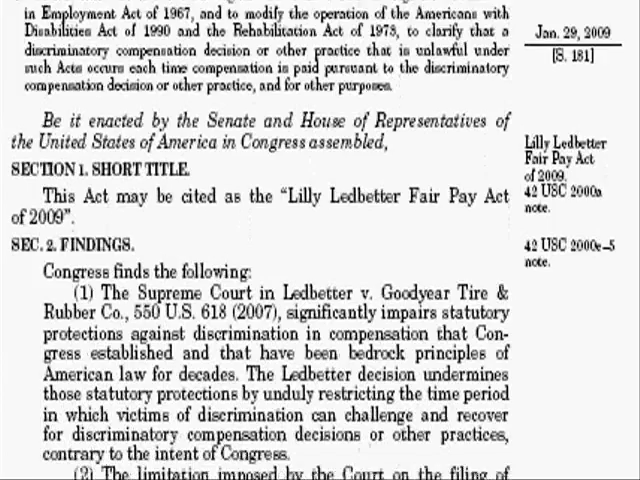 in Employment Act of 1967, and to modify the operation of the Americans with
Disabilities Act of 1990 and the Rehabilitation Act of 1973, to clarify that a
discriminatory compensation decision or other practice that is unlawful under
such Acts occurs each time compensation is paid pursuant to the discriminatory
compensation decision or other practice, and for other purposes.
Jan. 29, 2009
[S. 181]
Be it enacted by the Senate and House of Representatives of
the United States of America in Congress assembled,
SECTION 1. SHORT TITLE.
This Act may be cited as the “Lilly Ledbetter Fair Pay Act
of 2009”.
Lilly Ledbetter
Fair Pay Act
of 2009.
42 USC 2000a
note.
SEC. 2. FINDINGS.
42 USC 2000e–5
note.
Congress finds the following:
(1) The Supreme Court in Ledbetter v. Goodyear Tire &
Rubber Co., 550 U.S. 618 (2007), significantly impairs statutory
protections against discrimination in compensation that Con-
gress established and that have been bedrock principles of
American law for decades. The Ledbetter decision undermines
those statutory protections by unduly restricting the time period
in which victims of discrimination can challenge and recover
for discriminatory compensation decisions or other practices,
contrary to the intent of Congress.
(2) The limitation imposed by the Court on the filing of